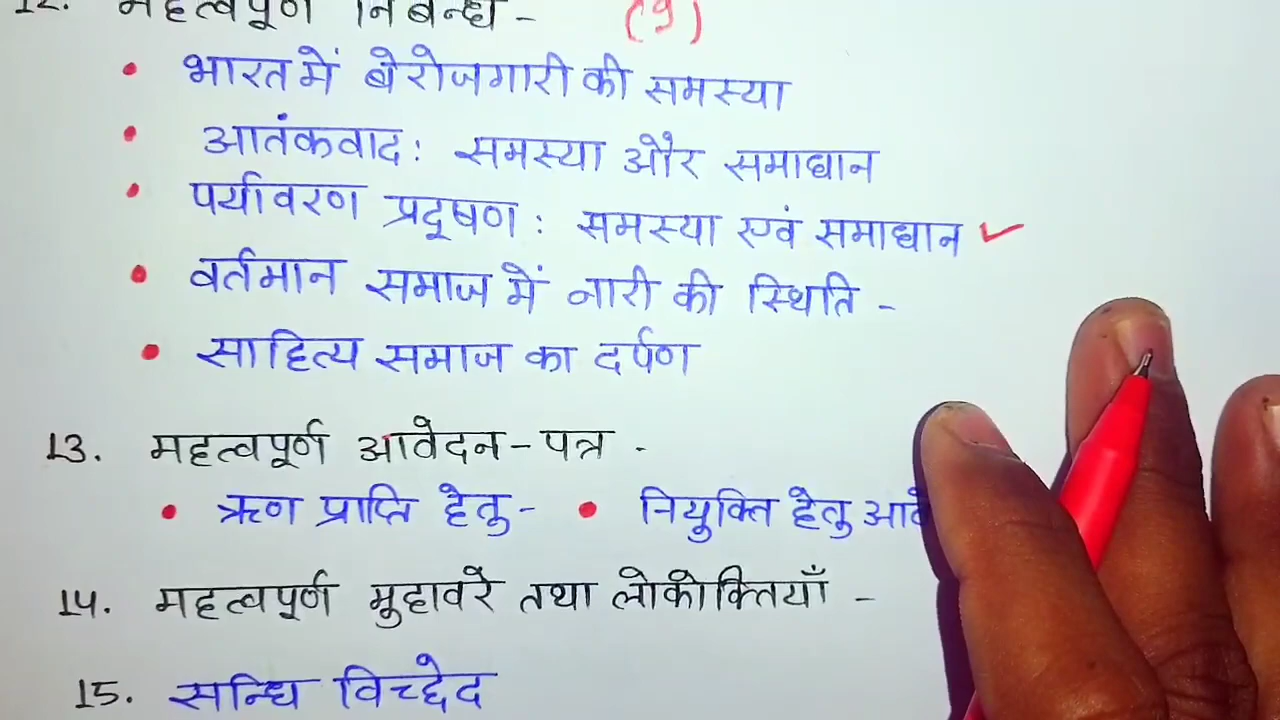 12. महत्वपूर्ण निबन्ध - (9)
• भारत में बेरोजगारी की समस्या
• आतंकवाद: समस्या और समाधान
• पर्यावरण प्रदूषण: समस्या एवं समाधान ✓
• वर्तमान समाज में नारी की स्थिति -
• साहित्य समाज का दर्पण
13. महत्वपूर्ण आवेदन-पत्र -
• ऋण प्राप्ति हेतु- • नियुक्ति हेतु आवे
14. महत्वपूर्ण मुहावरे तथा लोकोक्तियाँ -
15. सन्धि विच्छेद